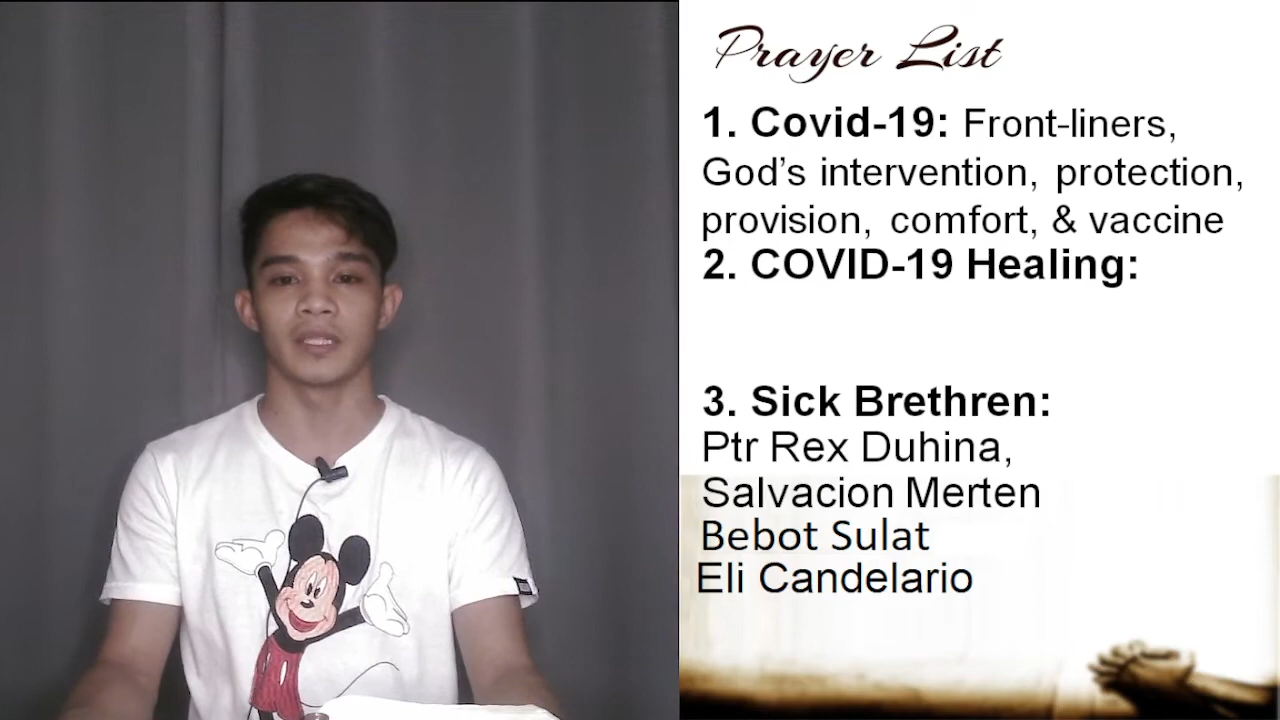 Prayer List
1. Covid-19: Front-liners,
God’s intervention, protection,
provision, comfort, & vaccine
2. COVID-19 Healing:
3. Sick Brethren:
Ptr Rex Duhina,
Salvacion Merten
Bebot Sulat
Eli Candelario